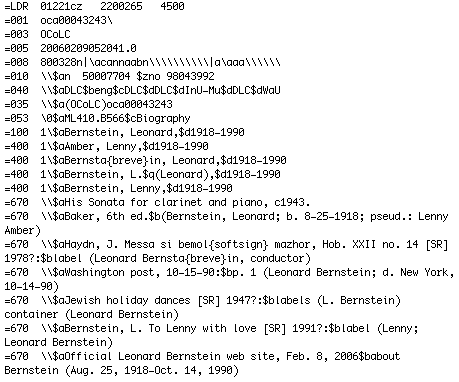 =LDR  01221cz   2200265   4500
=001  oca00043243\
=003  OCoLC
=005  20060209052041.0
=008  800328n|\acannaabn\\\\\\\\\\|a\aaa\\\\\\
=010  \\$an  50007704 $zno 98043992
=040  \\$aDLC$beng$cDLC$dDLC$dInU-Mu$dDLC$dWaU
=035  \\$a(OCoLC)oca00043243
=053  \0$aML410.B566$cBiography
=100  1\$aBernstein, Leonard,$d1918-1990
=400  1\$aAmber, Lenny,$d1918-1990
=400  1\$aBernsta{breve}in, Leonard,$d1918-1990
=400  1\$aBernstein, L.$q(Leonard),$d1918-1990
=400  1\$aBernstein, Lenny,$d1918-1990
=670  \\$aHis Sonata for clarinet and piano, c1943.
=670  \\$aBaker, 6th ed.$b(Bernstein, Leonard; b. 8-25-1918; pseud.: Lenny
Amber)
=670  \\$aHaydn, J. Messa si bemol{softsign} mazhor, Hob. XXII no. 14 [SR]
1978?:$blabel (Leonard Bernsta{breve}in, conductor)
=670  \\$aWashington post, 10-15-90:$bp. 1 (Leonard Bernstein; d. New York,
10-14-90)
=670  \\$aJewish holiday dances [SR] 1947?:$blabels (L. Bernstein)
container (Leonard Bernstein)
=670  \\$aBernstein, L. To Lenny with love [SR] 1991?:$blabel (Lenny;
Leonard Bernstein)
=670  \\$aOfficial Leonard Bernstein web site, Feb. 8, 2006$babout
Bernstein (Aug. 25, 1918-Oct. 14, 1990)